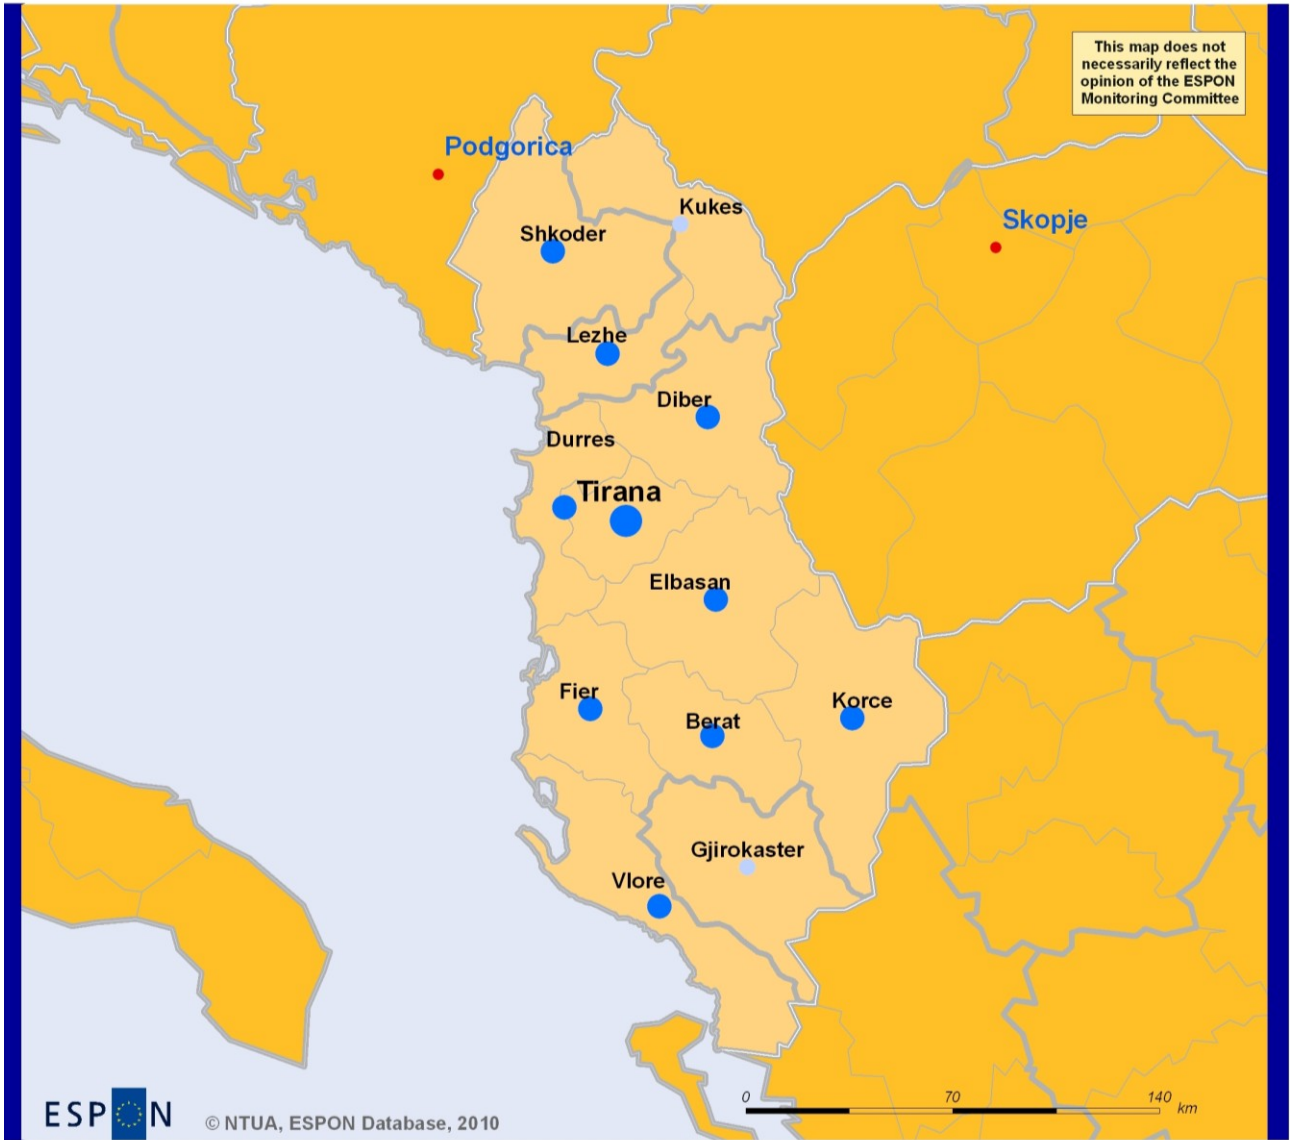 This map does not
necessarily reflect the
opinion of the ESPON
Monitoring Committee
Podgorica
Kukes
Skopje
Shkoder
Lezhe
Diber
Durres
Tirana
Elbasan
Fier
Korce
Berat
Gjirokaster
Vlore
0 70 140 km
ESPON © NTUA, ESPON Database, 2010